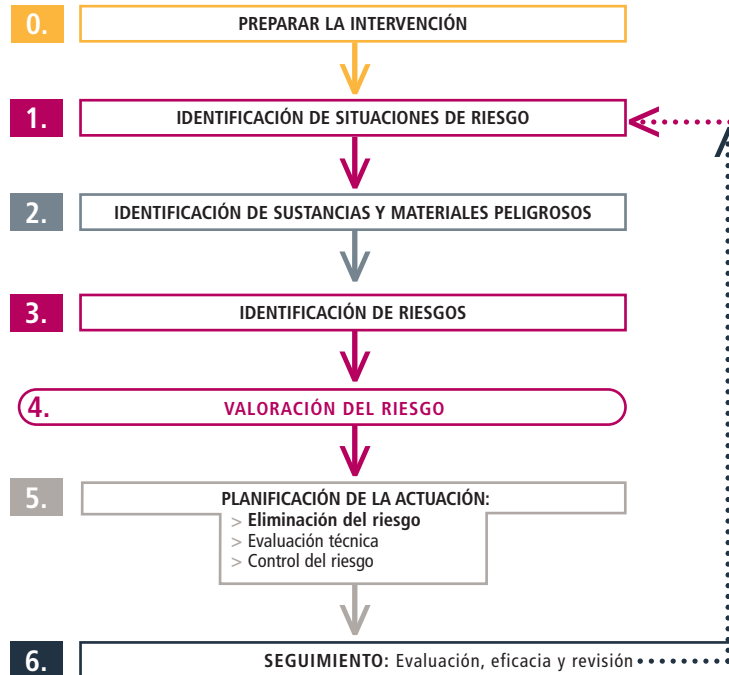 0. PREPARAR LA INTERVENCIÓN
1. IDENTIFICACIÓN DE SITUACIONES DE RIESGO
2. IDENTIFICACIÓN DE SUSTANCIAS Y MATERIALES PELIGROSOS
3. IDENTIFICACIÓN DE RIESGOS
4. VALORACIÓN DEL RIESGO
5. PLANIFICACIÓN DE LA ACTUACIÓN:
> Eliminación del riesgo
> Evaluación técnica
> Control del riesgo
6. SEGUIMIENTO: Evaluación, eficacia y revisión